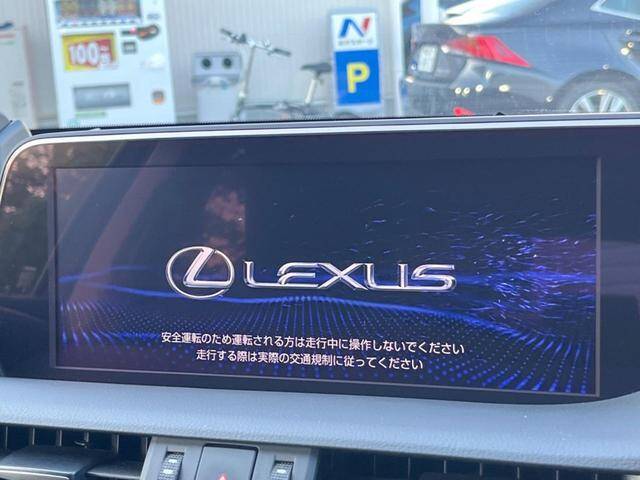 100
N
P
LEXUS
安全運転のため運転される方は走行中に操作しないでください
走行する際は実際の交通規制に従ってください